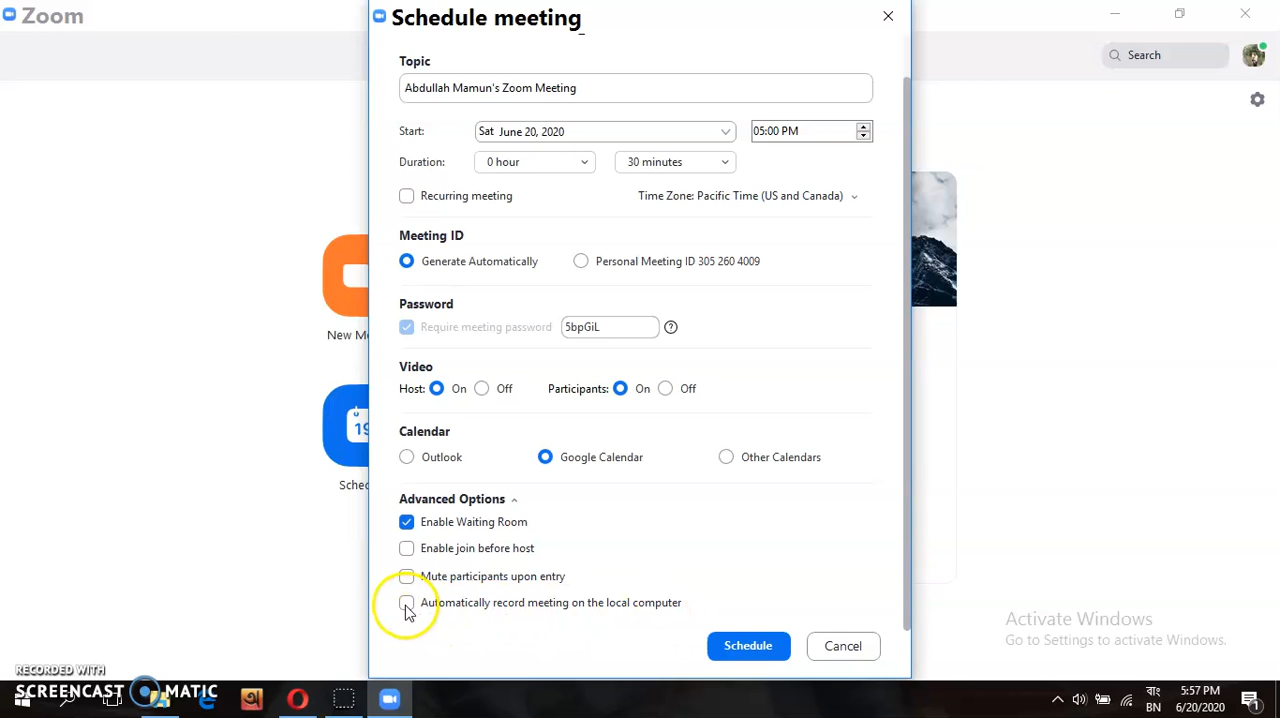 Zoom
Schedule meeting
Search
Topic
Abdullah Mamun's Zoom Meeting
Start: Sat June 20, 2020 05:00 PM
Duration: 0 hour 30 minutes
Recurring meeting Time Zone: Pacific Time (US and Canada)
Meeting ID
Generate Automatically Personal Meeting ID 305 260 4009
Password
Require meeting password 5bpGiL ?
Video
Host: On Off Participants: On Off
Calendar
Outlook Google Calendar Other Calendars
Advanced Options
Enable Waiting Room
Enable join before host
Mute participants upon entry
Automatically record meeting on the local computer
Schedule Cancel
New Me
19
Sched
Activate Windows
Go to Settings to activate Windows.
RECORDED WITH
SCREENCAST MATIC
বাং
BN
5:57 PM
6/20/2020
1